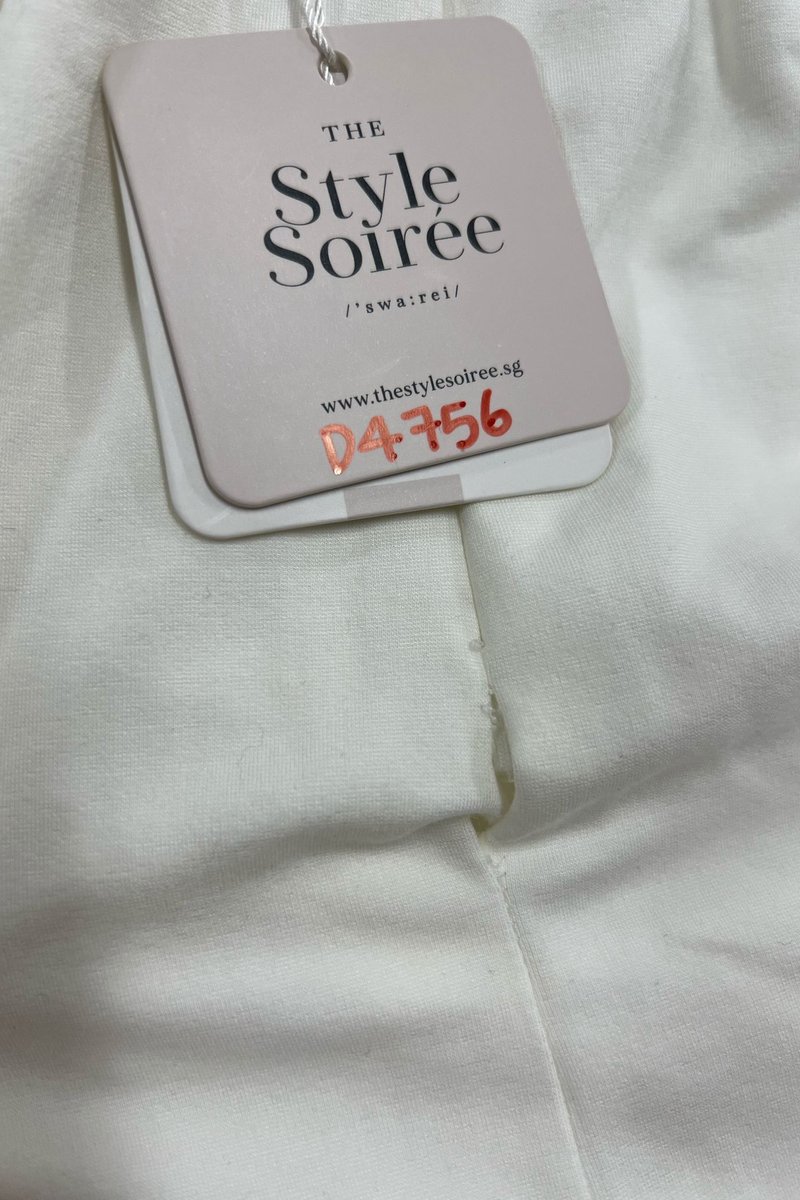 THE
Style
Soirée
/'swa:rei/
www.thestylesoiree.sg
D4756